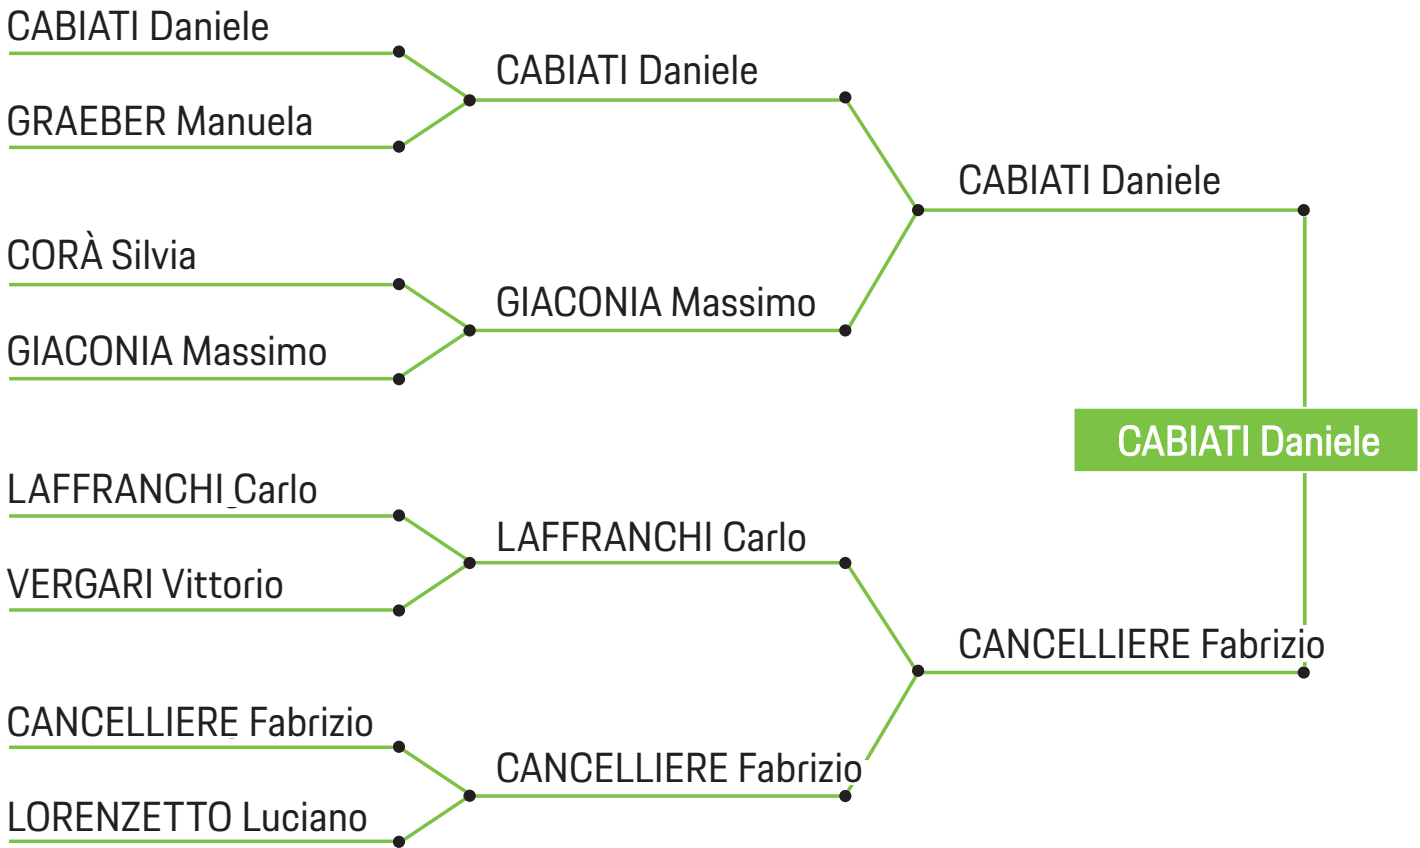 CABIATI Daniele
GRAEBER Manuela
CORÀ Silvia
GIACONIA Massimo
LAFFRANCHI Carlo
VERGARI Vittorio
CANCELLIERE Fabrizio
LORENZETTO Luciano
CABIATI Daniele
GIACONIA Massimo
LAFFRANCHI Carlo
CANCELLIERE Fabrizio
CABIATI Daniele
CANCELLIERE Fabrizio
CABIATI Daniele